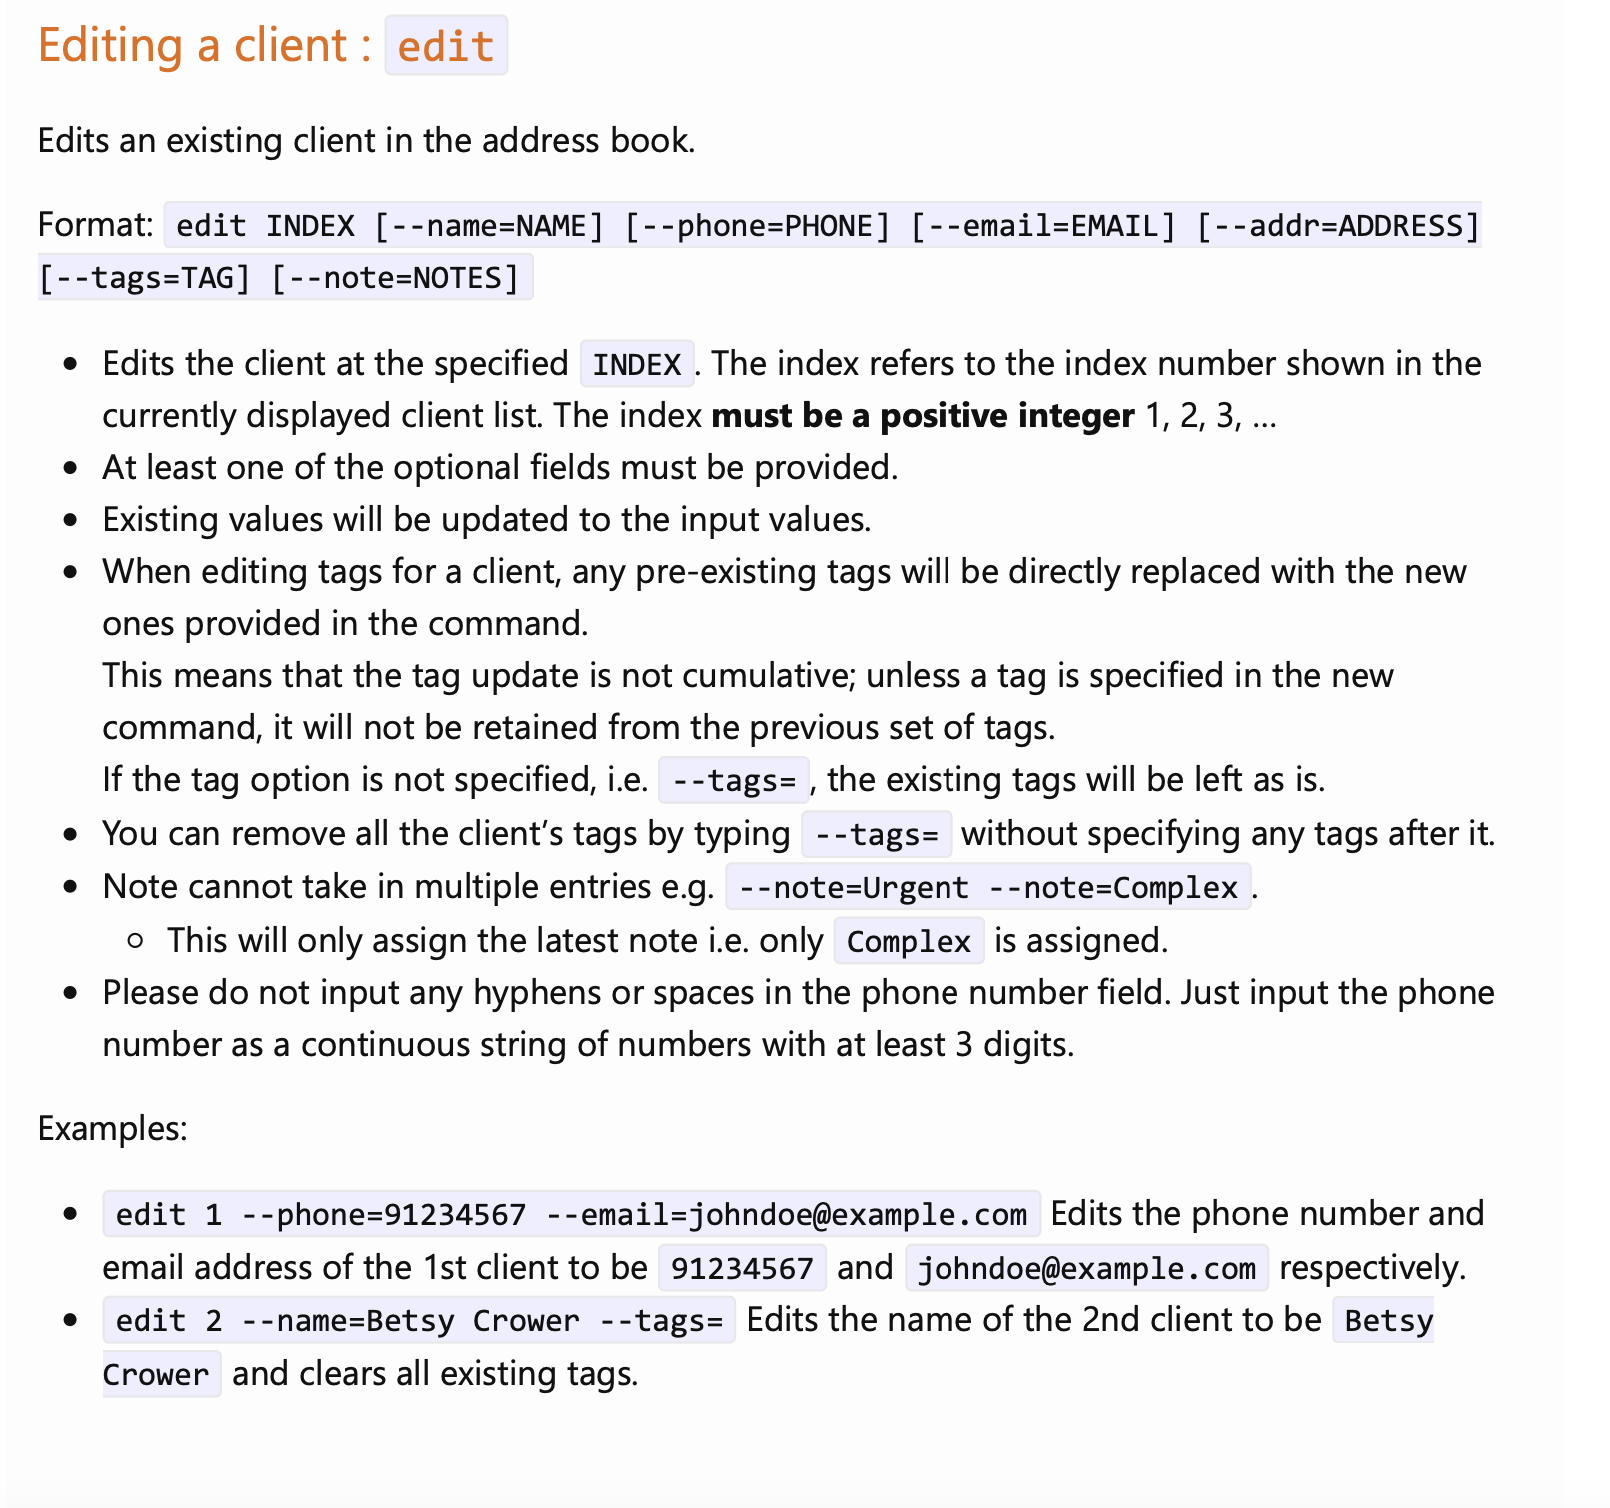 Editing a client : edit
Edits an existing client in the address book.
Format: edit INDEX [--name=NAME] [--phone=PHONE] [--email=EMAIL] [--addr=ADDRESS]
[--tags=TAG] [--note=NOTES]
• Edits the client at the specified INDEX. The index refers to the index number shown in the
currently displayed client list. The index must be a positive integer 1, 2, 3, …
• At least one of the optional fields must be provided.
• Existing values will be updated to the input values.
• When editing tags for a client, any pre-existing tags will be directly replaced with the new
ones provided in the command.
This means that the tag update is not cumulative; unless a tag is specified in the new
command, it will not be retained from the previous set of tags.
If the tag option is not specified, i.e. --tags=, the existing tags will be left as is.
• You can remove all the client’s tags by typing --tags= without specifying any tags after it.
• Note cannot take in multiple entries e.g. --note=Urgent --note=Complex.
○ This will only assign the latest note i.e. only Complex is assigned.
• Please do not input any hyphens or spaces in the phone number field. Just input the phone
number as a continuous string of numbers with at least 3 digits.
Examples:
• edit 1 --phone=91234567 --email=johndoe@example.com Edits the phone number and
email address of the 1st client to be 91234567 and johndoe@example.com respectively.
• edit 2 --name=Betsy Crower --tags= Edits the name of the 2nd client to be Betsy
Crower and clears all existing tags.